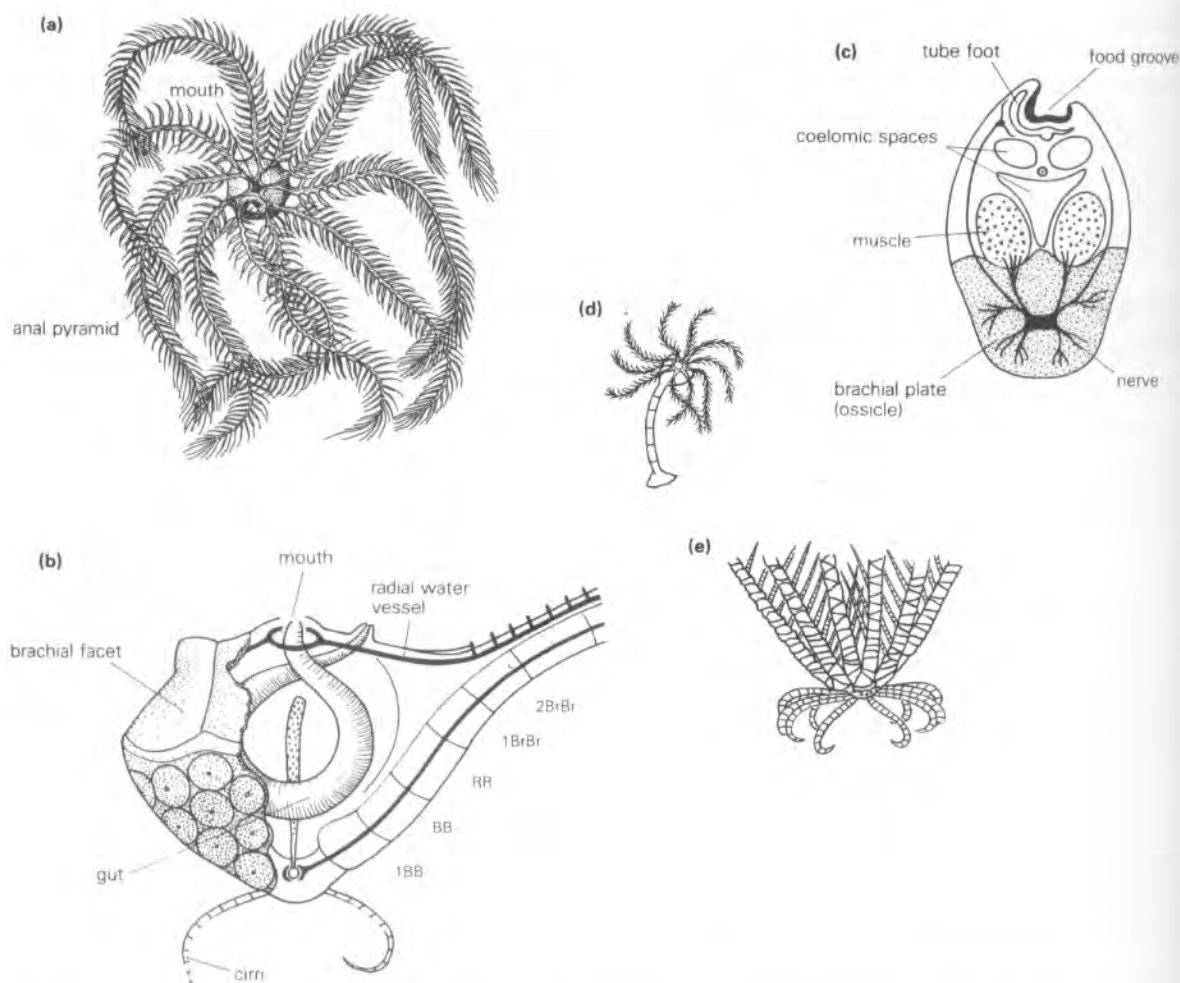 (a)
mouth
anal pyramid
(c)
tube foot
food groove
coelomic spaces
muscle
brachial plate
(ossicle)
nerve
(d)
(b)
mouth
radial water
vessel
brachial facet
2BrBr
1BrBr
RR
BB
1BB
gut
cirri
(e)